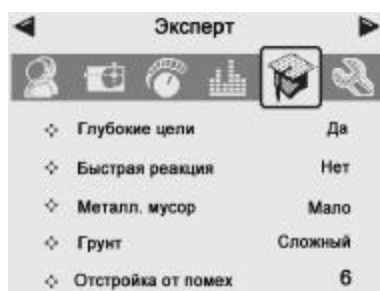 Эксперт
Глубокие цели Да
Быстрая реакция Нет
Металл. мусор Мало
Грунт Сложный
Отстройка от помех 6